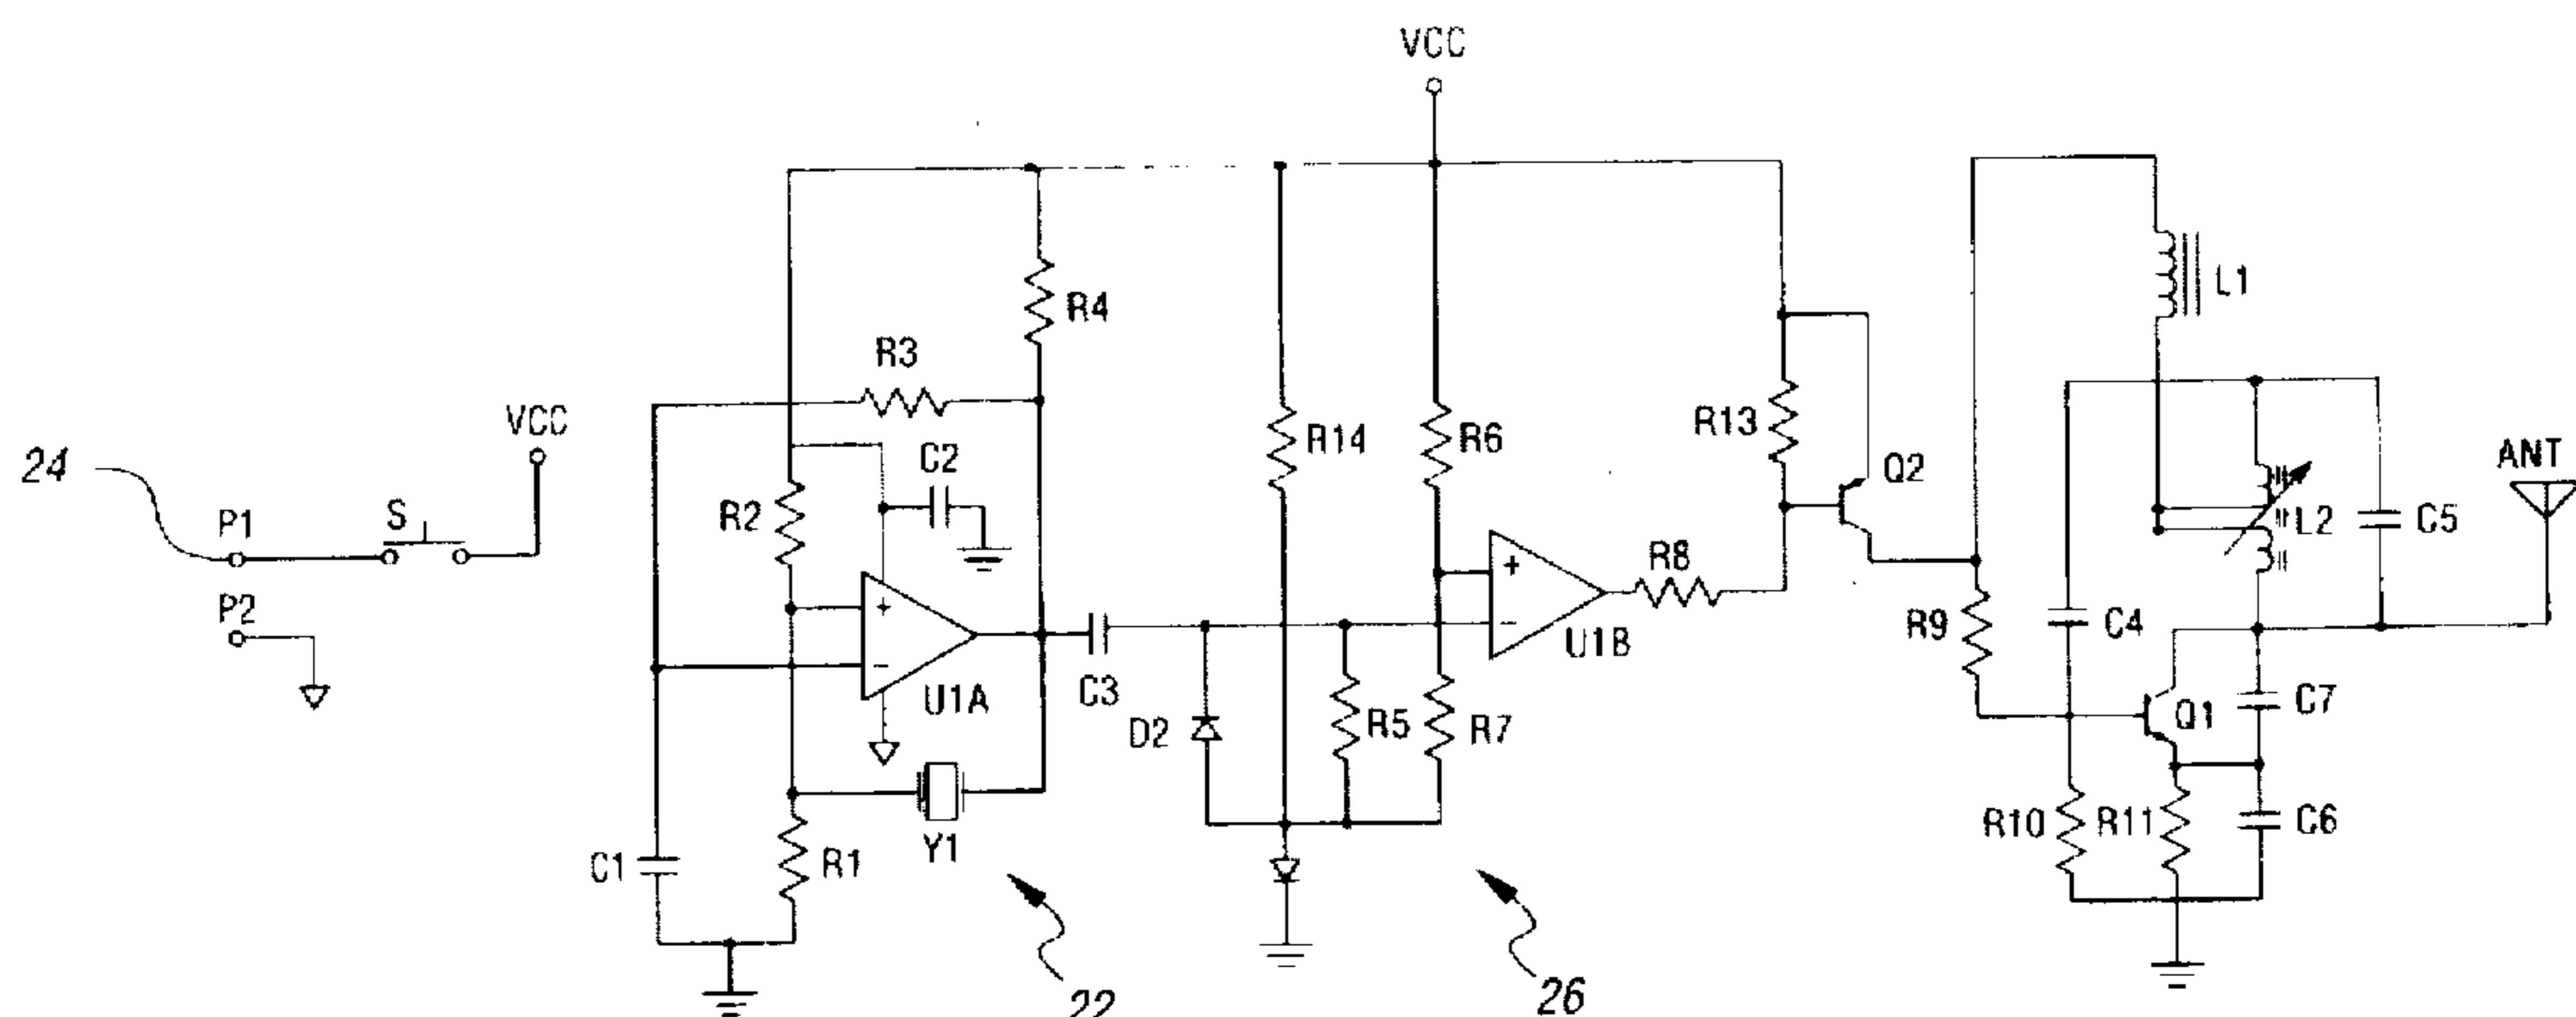 VCC
R4
L1
R3
VCC
R14
R6
R13
Q2
ANT
24
C2
P1
S
R2
L2
C5
P2
+
-
U1A
C3
+
-
U1B
R8
R9
C4
D2
R5
R7
Q1
C7
C1
R1
Y1
R10
R11
C6
22
26